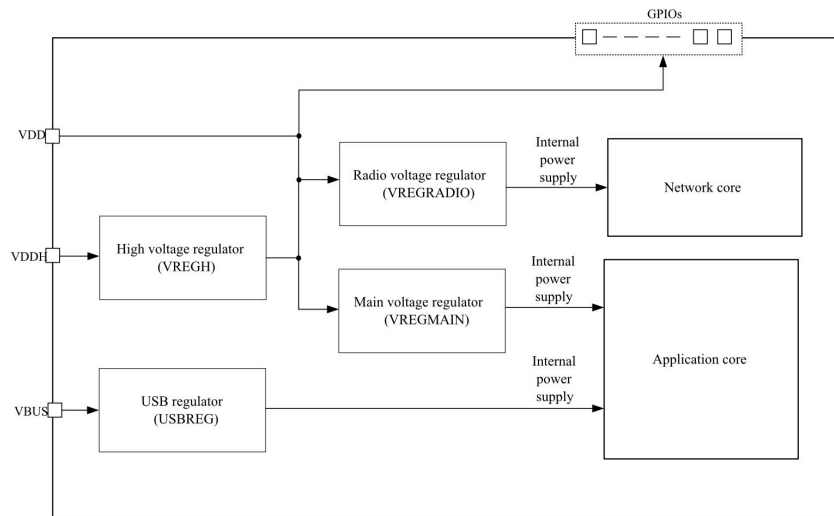 GPIOs
VDD
Radio voltage regulator
(VREGRADIO)
Internal
power
supply
Network core
VDDH
High voltage regulator
(VREGH)
Main voltage regulator
(VREGMAIN)
Internal
power
supply
Application core
VBUS
USB regulator
(USBREG)
Internal
power
supply